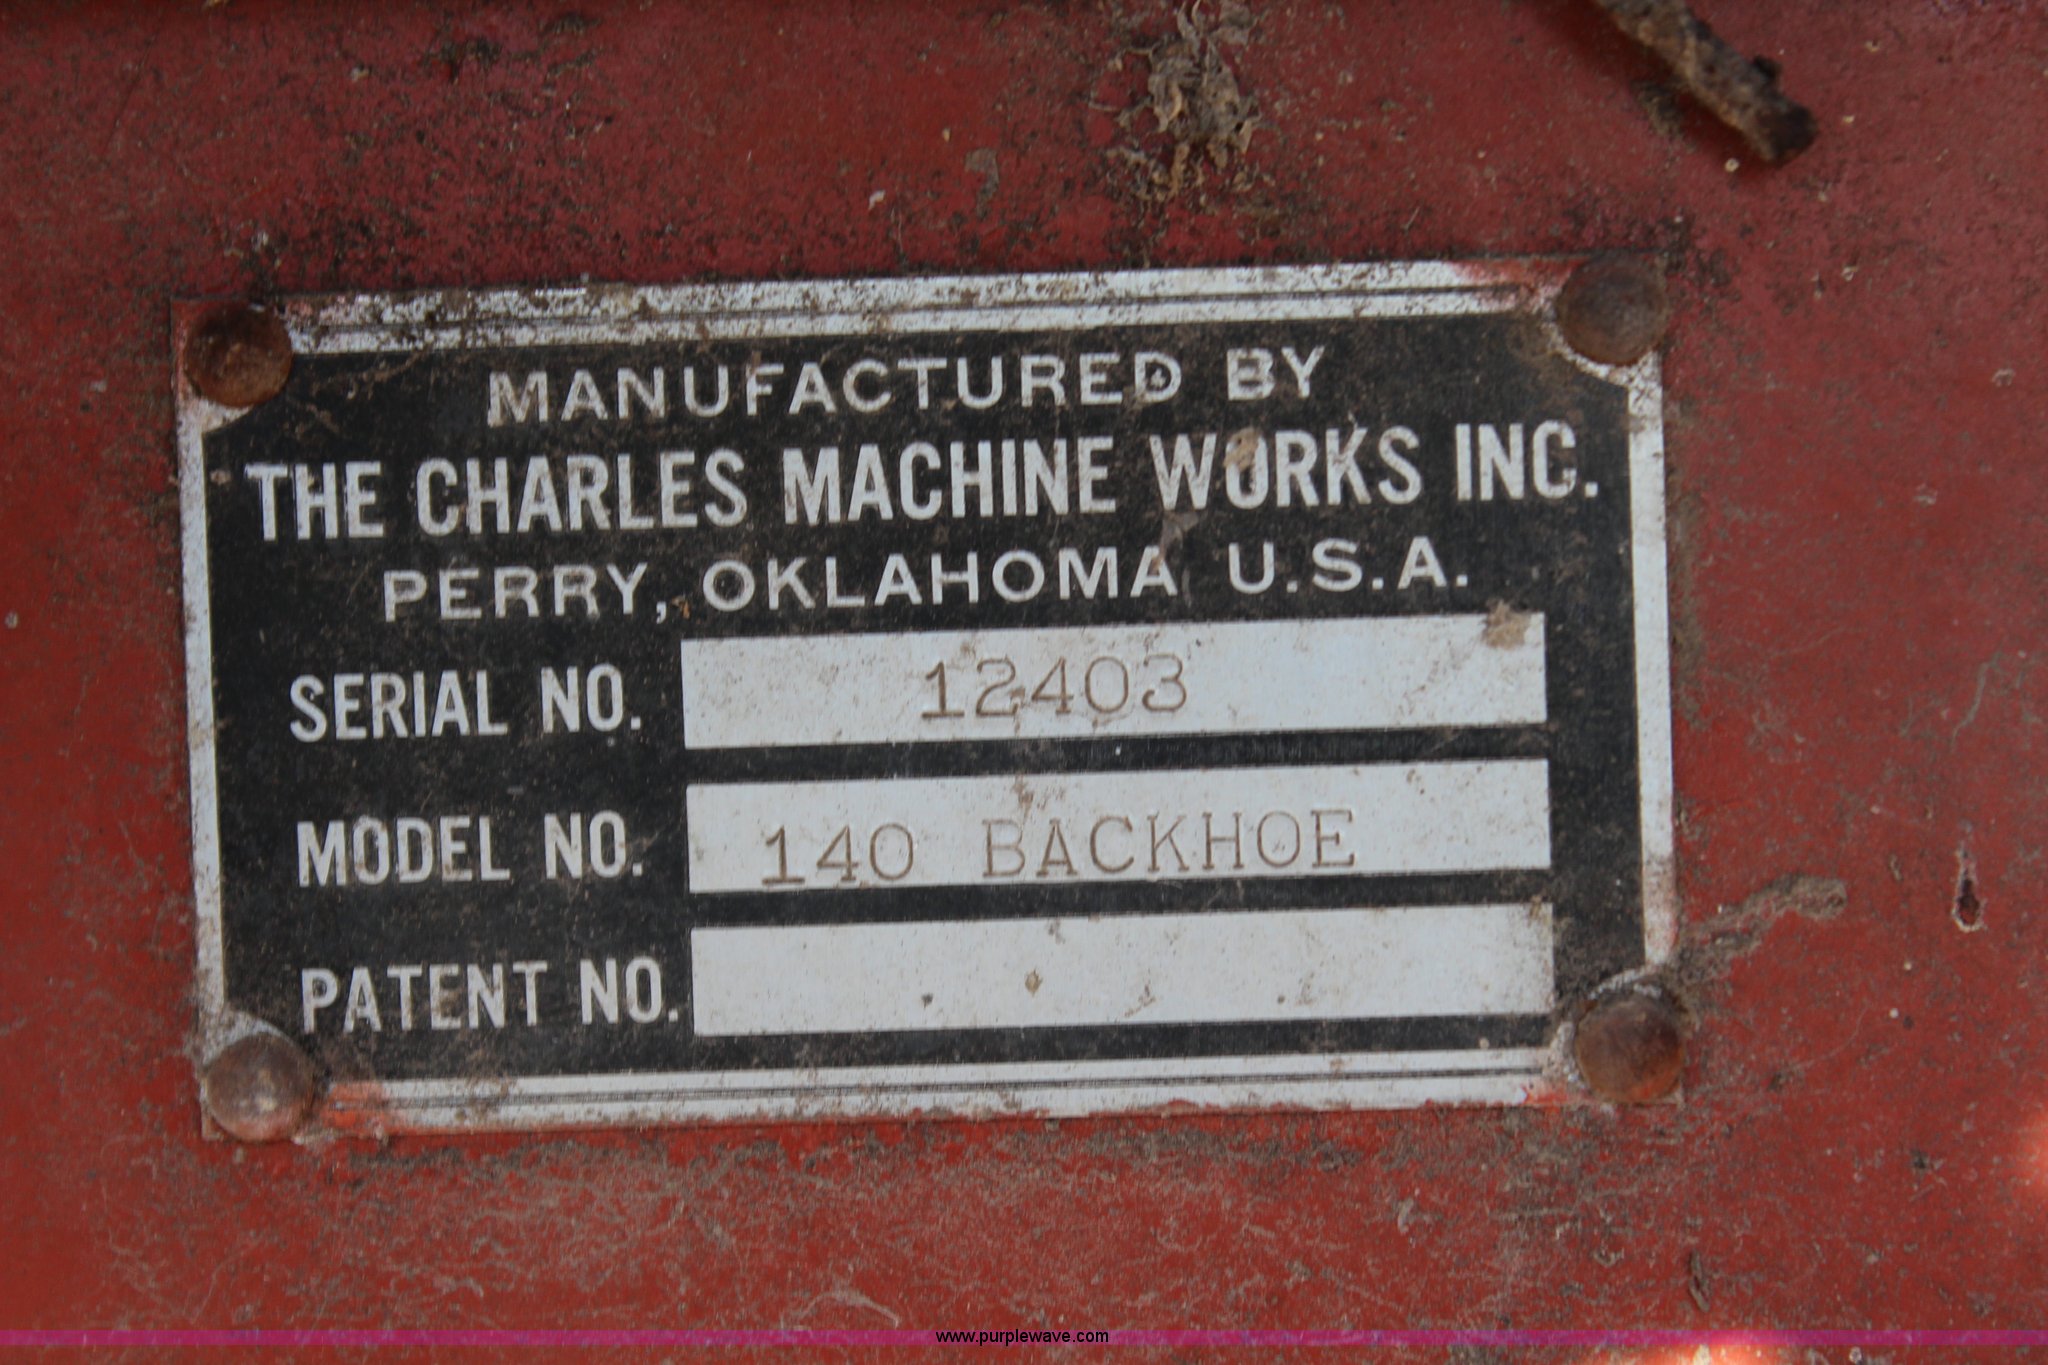 MANUFACTURED BY
THE CHARLES MACHINE WORKS INC.
PERRY, OKLAHOMA U.S.A.
SERIAL NO. 12403
MODEL NO. 140 BACKHOE
PATENT NO.
www.purplewave.com